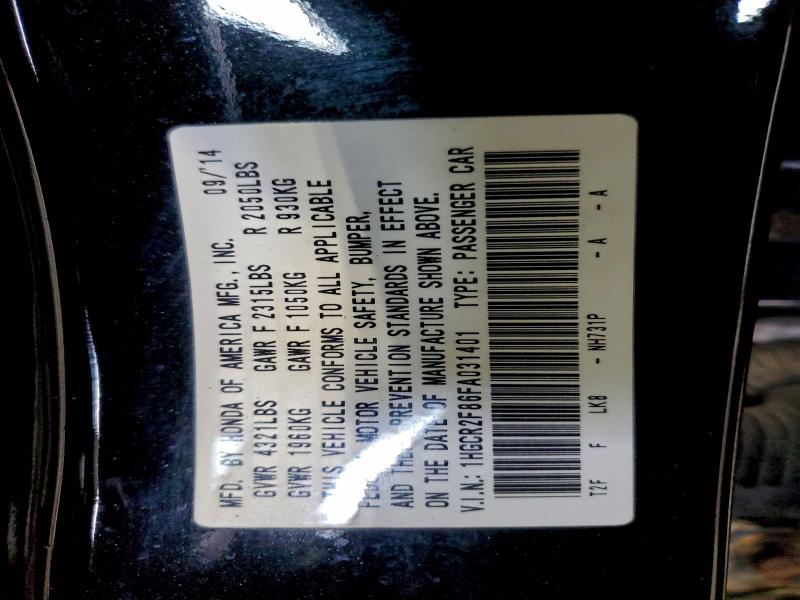 MFD. BY HONDA OF AMERICA MFG., INC. 09/'14
GVWR 4321LBS GAWR F 2315LBS R 2050LBS
GVWR 1960KG GAWR F 1050KG R 930KG
THIS VEHICLE CONFORMS TO ALL APPLICABLE
MOTOR VEHICLE SAFETY, BUMPER,
AND THEFT PREVENTION STANDARDS IN EFFECT
ON THE DATE OF MANUFACTURE SHOWN ABOVE.
V.I.N.: 1HGCR2F86FA031401 TYPE: PASSENGER CAR
T2F F LK8 - NH731P - A - A